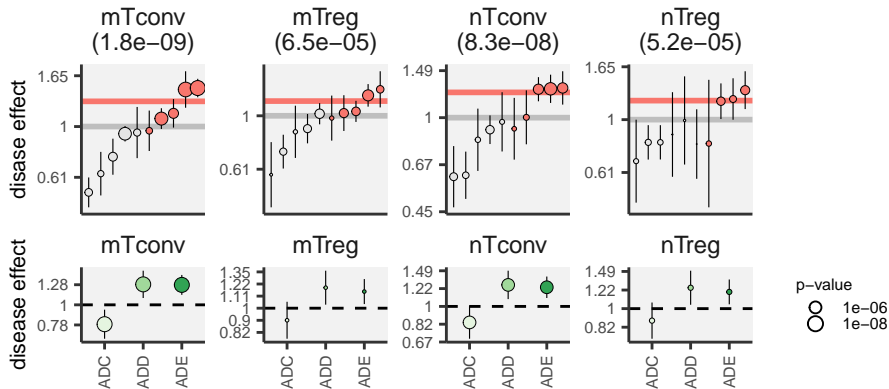 mTconv
(1.8e−09)
mTreg
(6.5e−05)
nTconv
(8.3e−08)
nTreg
(5.2e−05)
disease effect
1.65
1
0.61
1
1.49
1
0.67
0.45
1.65
1
0.61
mTconv
mTreg
nTconv
nTreg
disease effect
1.28
1
0.78
1.35
1.22
1.11
1
0.9
0.82
1.49
1.22
1
0.82
0.67
1.49
1.22
1
0.82
ADC
ADD
ADE
ADC
ADD
ADE
ADC
ADD
ADE
ADC
ADD
ADE
p−value
1e−06
1e−08